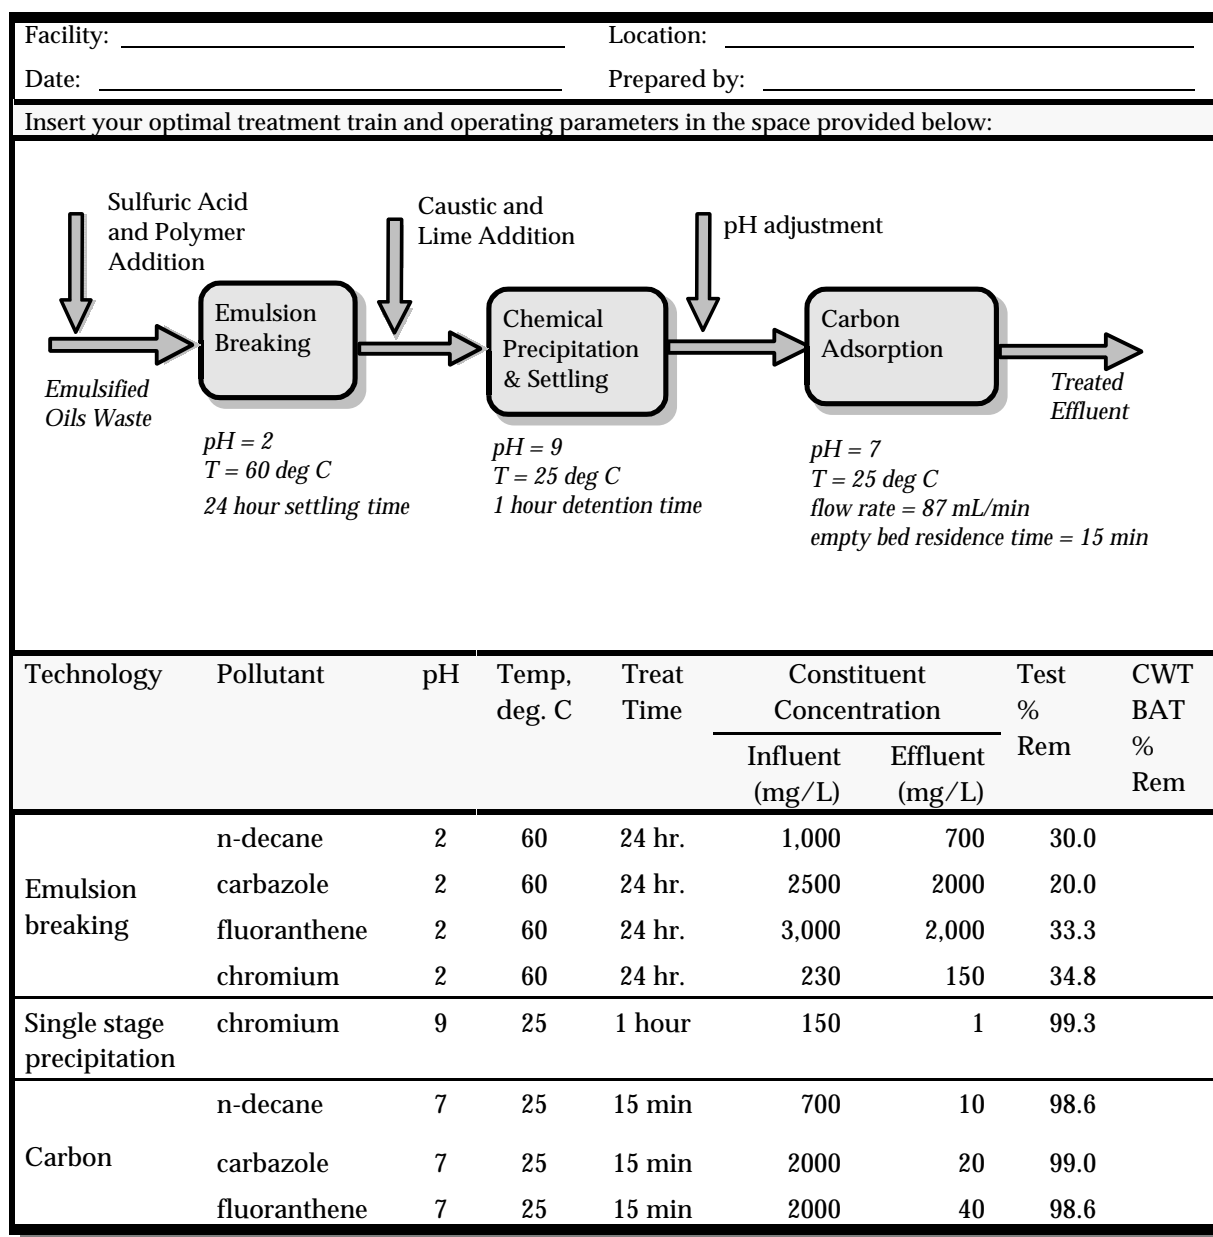 Facility: Location:
Date: Prepared by:
Insert your optimal treatment train and operating parameters in the space provided below:
Sulfuric Acid
and Polymer
Addition
Caustic and
Lime Addition
pH adjustment
Emulsion
Breaking
Chemical
Precipitation
& Settling
Carbon
Adsorption
Emulsified
Oils Waste
Treated
Effluent
pH = 2
T = 60 deg C
24 hour settling time
pH = 9
T = 25 deg C
1 hour detention time
pH = 7
T = 25 deg C
flow rate = 87 mL/min
empty bed residence time = 15 min
Technology Pollutant pH Temp, deg. C Treat Time Constituent Concentration Test % Rem CWT BAT % Rem
Influent (mg/L) Effluent (mg/L)
Emulsion breaking
n-decane 2 60 24 hr. 1,000 700 30.0
carbazole 2 60 24 hr. 2500 2000 20.0
fluoranthene 2 60 24 hr. 3,000 2,000 33.3
chromium 2 60 24 hr. 230 150 34.8
Single stage precipitation
chromium 9 25 1 hour 150 1 99.3
Carbon
n-decane 7 25 15 min 700 10 98.6
carbazole 7 25 15 min 2000 20 99.0
fluoranthene 7 25 15 min 2000 40 98.6